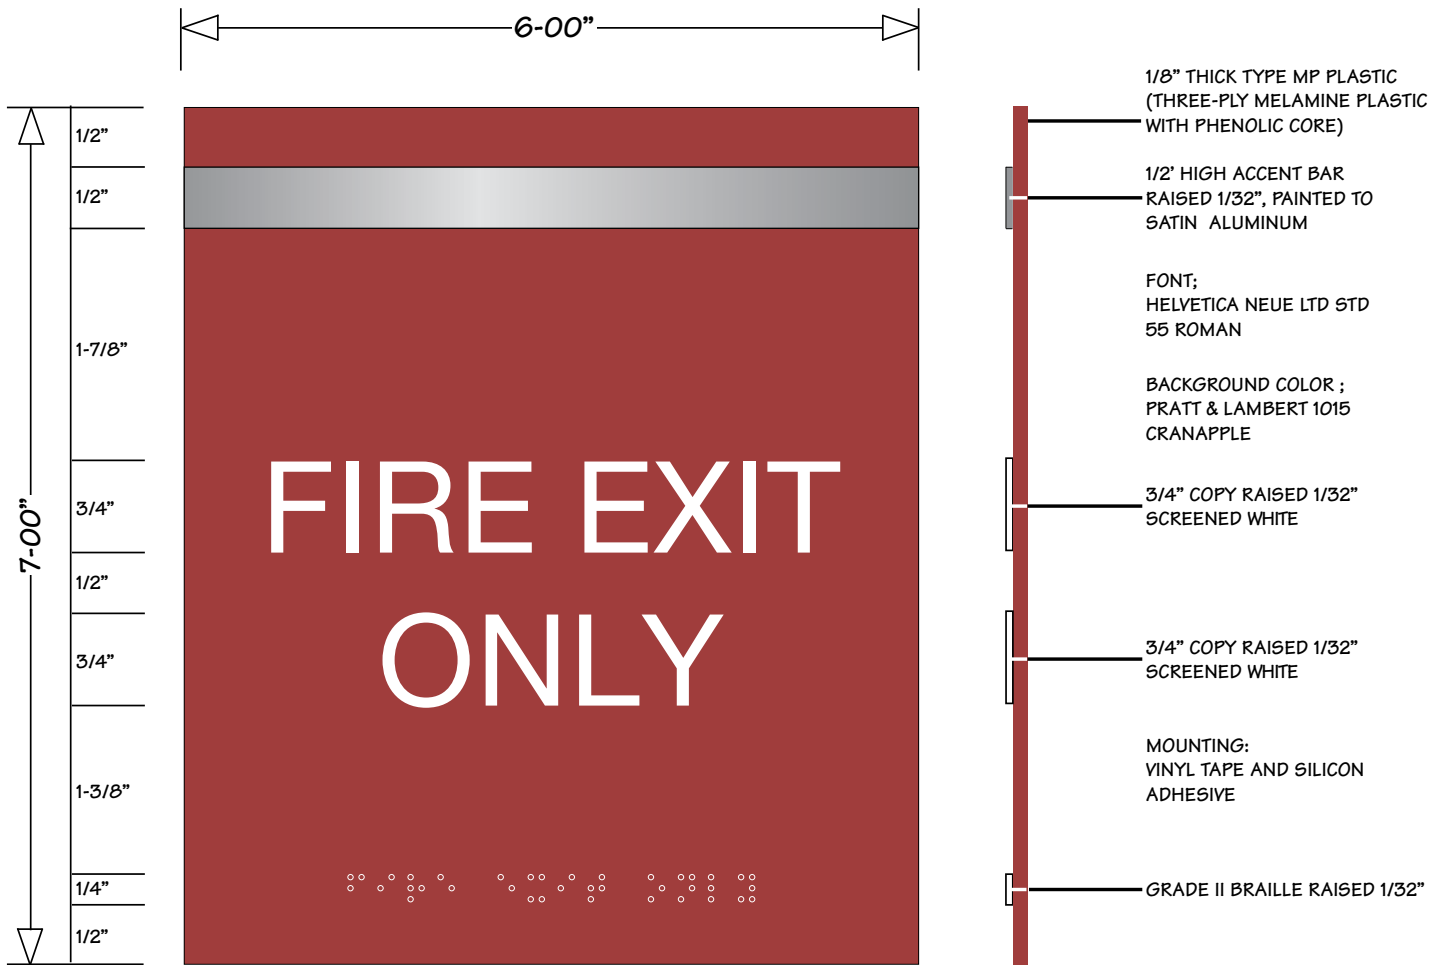 6-00”
7-00”
1/2”
1/2”
1-7/8”
3/4”
1/2”
3/4”
1-3/8”
1/4”
1/2”
FIRE EXIT
ONLY
1/8” THICK TYPE MP PLASTIC
(THREE-PLY MELAMINE PLASTIC
WITH PHENOLIC CORE)
1/2’ HIGH ACCENT BAR
RAISED 1/32”, PAINTED TO
SATIN ALUMINUM
FONT;
HELVETICA NEUE LTD STD
55 ROMAN
BACKGROUND COLOR ;
PRATT & LAMBERT 1015
CRANAPPLE
3/4” COPY RAISED 1/32”
SCREENED WHITE
3/4” COPY RAISED 1/32”
SCREENED WHITE
MOUNTING:
VINYL TAPE AND SILICON
ADHESIVE
GRADE II BRAILLE RAISED 1/32”